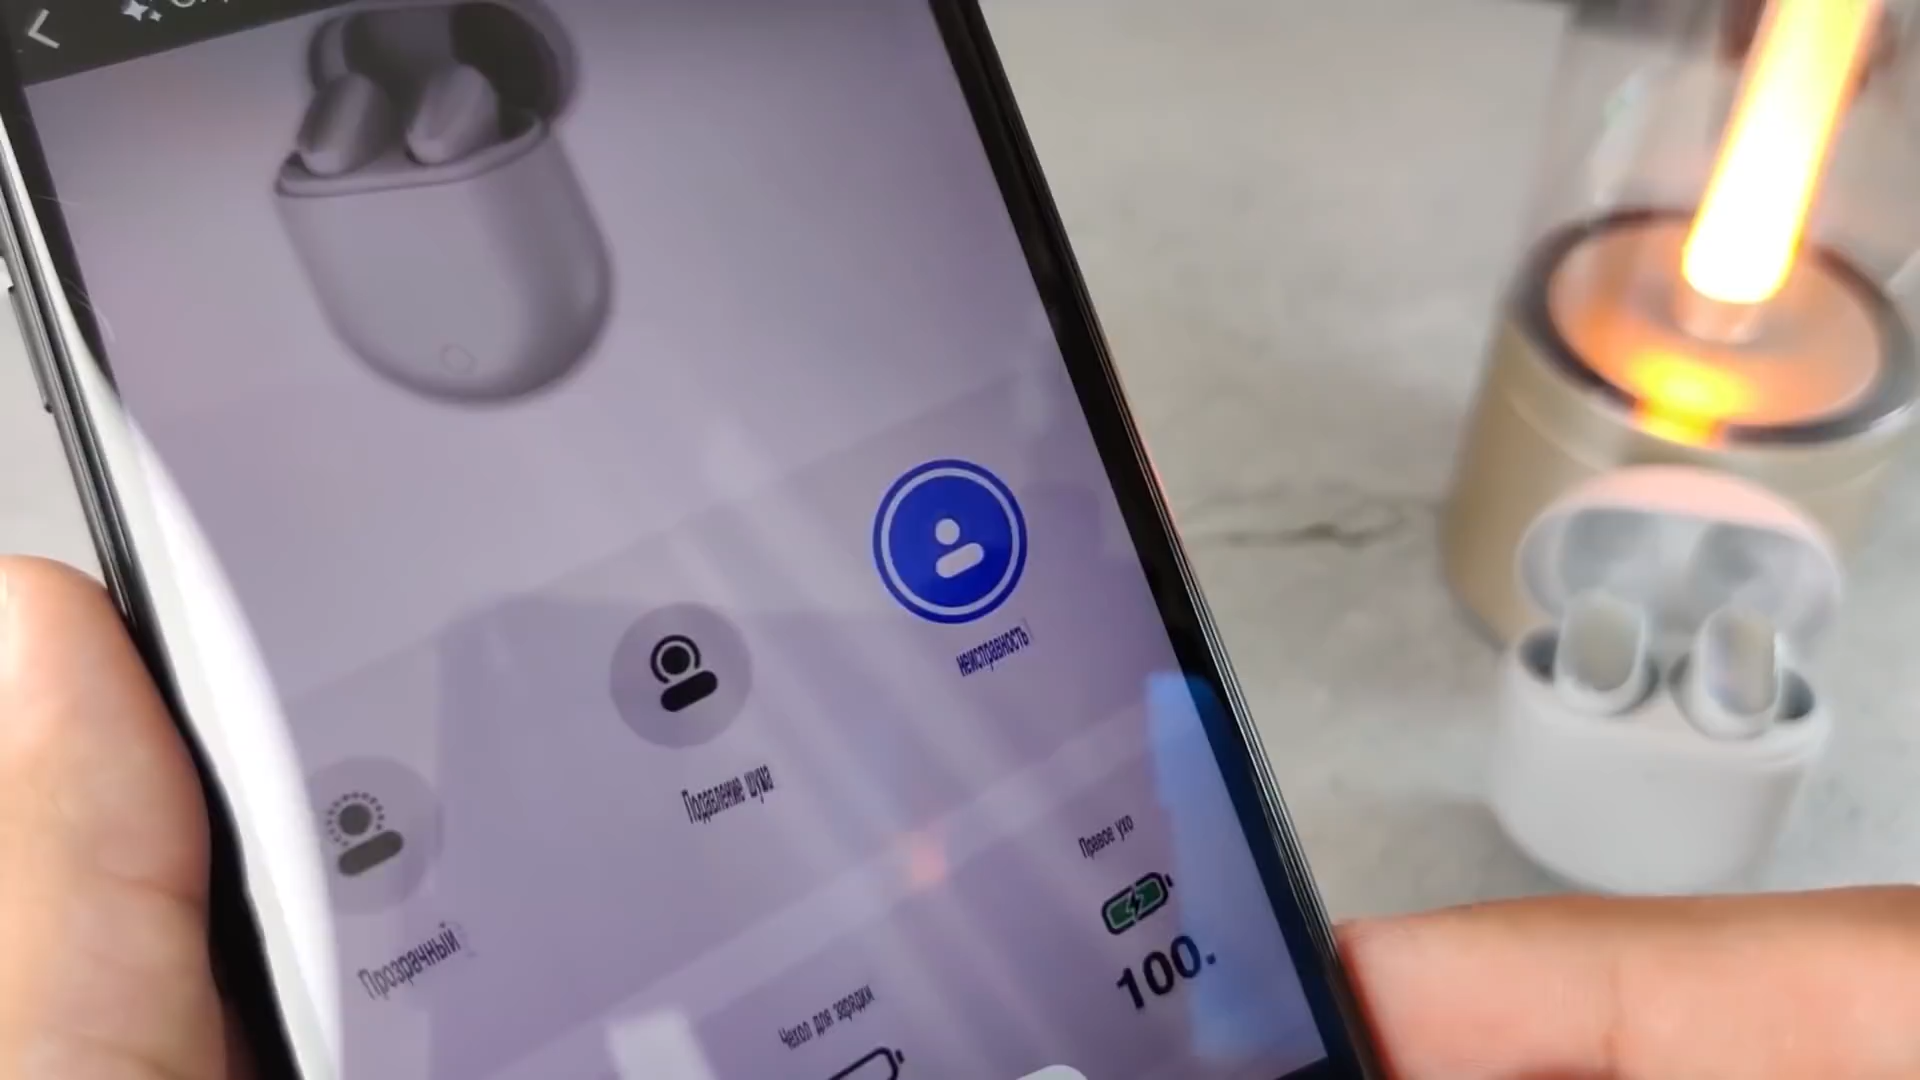 неисправность
Подавление шума
Прозрачный
Правое ухо
100.
Чехол для зарядки